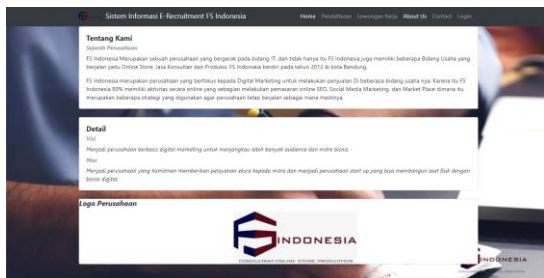 Sistem Informasi E-Recruitment FS Indonesia
Home Pendaftaran Lowongan Kerja About Us Contact Login
Tentang Kami
Sejarah Perusahaan
FS Indonesia Merupakan sebuah perusahaan yang bergerak pada bidang IT, dan tidak hanya itu FS Indonesia juga memiliki beberapa Bidang Usaha yang
berjalan yaitu Online Store, Jasa Konsultan dan Produksi. FS Indonesia berdiri pada tahun 2012 di kota Bandung.
FS Indonesia merupakan perusahaan yang berfokus kepada Digital Marketing untuk melakukan penjualan Di beberapa bidang usaha nya. Karena itu FS
Indonesia 80% memiliki aktivitas secara online yang sebagian melakukan pemasaran online SEO, Social Media Marketing, dan Market Place dimana itu
merupakan beberapa strategi yang digunakan agar perusahaan tetap berjalan sebagai mana mestinya.
Detail
Visi
Menjadi perusahaan berbasis digital marketing untuk menjangkau lebih banyak audience dan mitra bisnis.
Misi
Menjadi perusahaan yang komitmen memberikan pelayanan ekstra kepada mitra dan menjadi perusahaan start up yang bisa membangun aset fisik dengan
bisnis digital.
Logo Perusahaan
INDONESIA
CONSULTANT ONLINE STORE PRODUCTION
INDONESIA